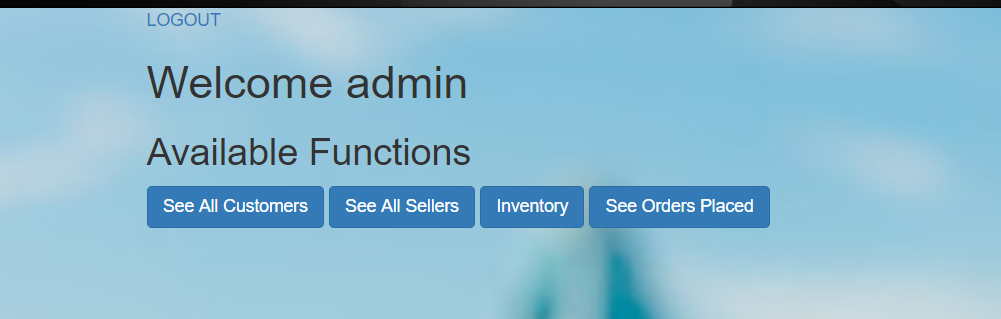 LOGOUT
Welcome admin
Available Functions
See All Customers See All Sellers Inventory See Orders Placed